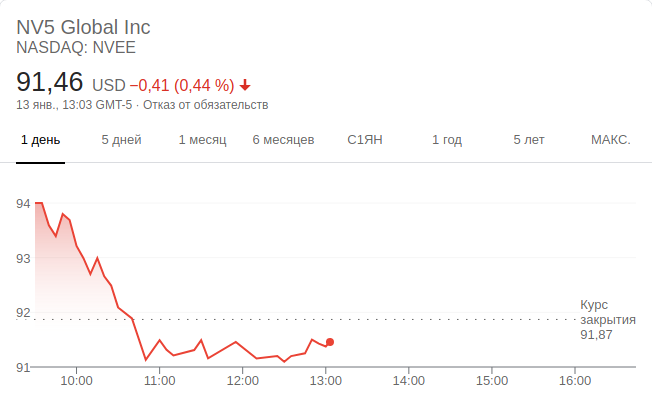 NV5 Global Inc
NASDAQ: NVEE
91,46 USD −0,41 (0,44 %)
13 янв., 13:03 GMT-5 · Отказ от обязательств
1 день 5 дней 1 месяц 6 месяцев С1ЯН 1 год 5 лет МАКС.
94
93
92
91
Курс
закрытия
91,87
10:00 11:00 12:00 13:00 14:00 15:00 16:00